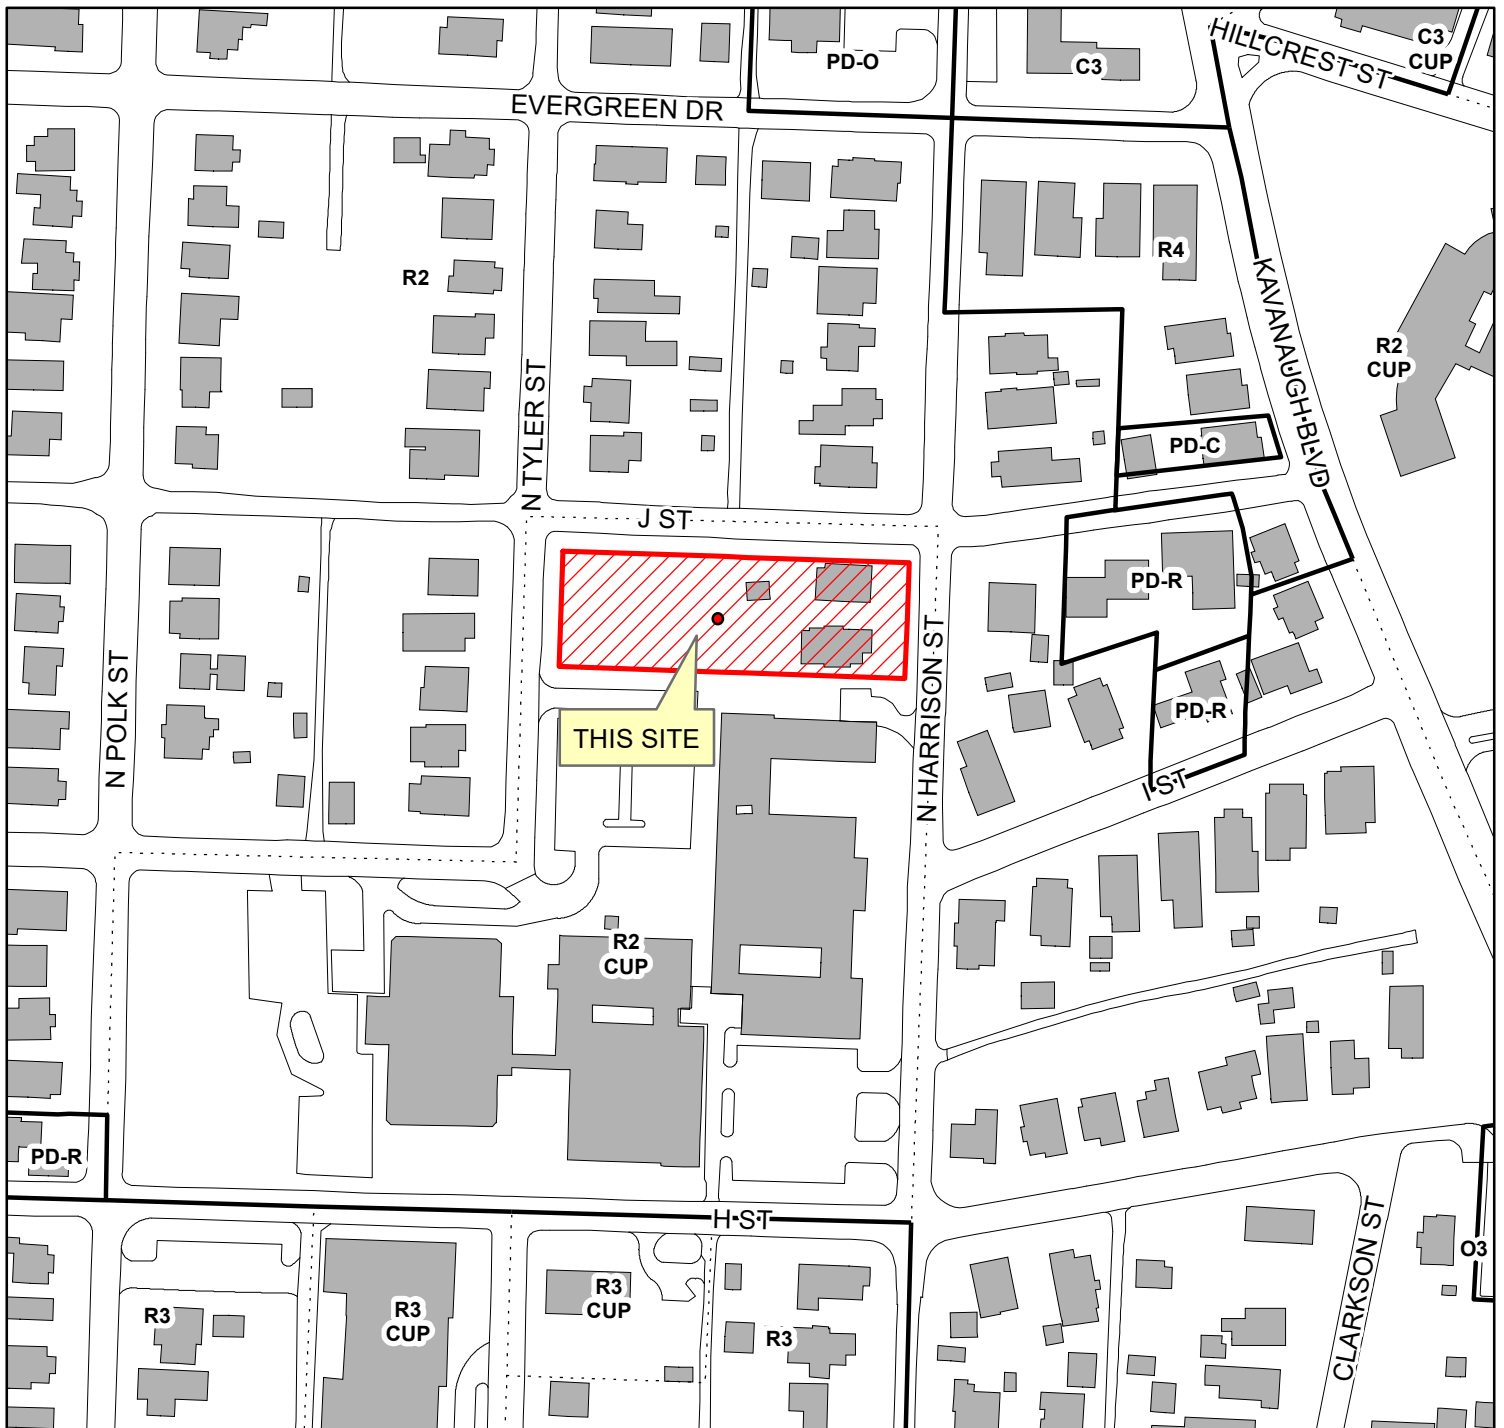 HILLCREST ST
C3
CUP
PD-O
C3
EVERGREEN DR
R4
R2
KAVANAUGH BLVD
R2
CUP
N TYLER ST
PD-C
J ST
PD-R
N HARRISON ST
N POLK ST
PD-R
THIS SITE
I ST
R2
CUP
PD-R
H ST
CLARKSON ST
O3
R3
R3
CUP
R3
CUP
R3